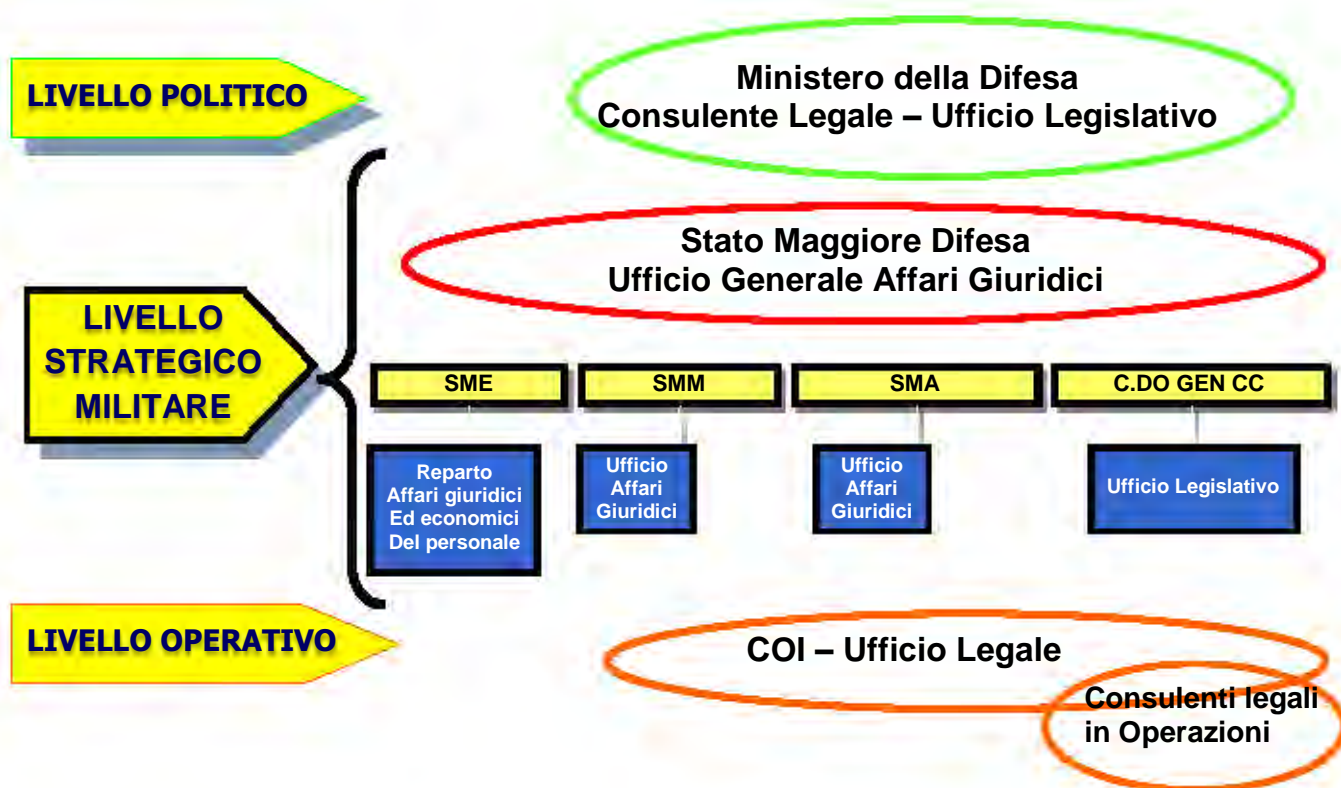 LIVELLO POLITICO
Ministero della Difesa
Consulente Legale – Ufficio Legislativo
Stato Maggiore Difesa
Ufficio Generale Affari Giuridici
LIVELLO
STRATEGICO
MILITARE
SME
SMM
SMA
C.DO GEN CC
Reparto
Affari giuridici
Ed economici
Del personale
Ufficio
Affari
Giuridici
Ufficio
Affari
Giuridici
Ufficio Legislativo
LIVELLO OPERATIVO
COI – Ufficio Legale
Consulenti legali
in Operazioni